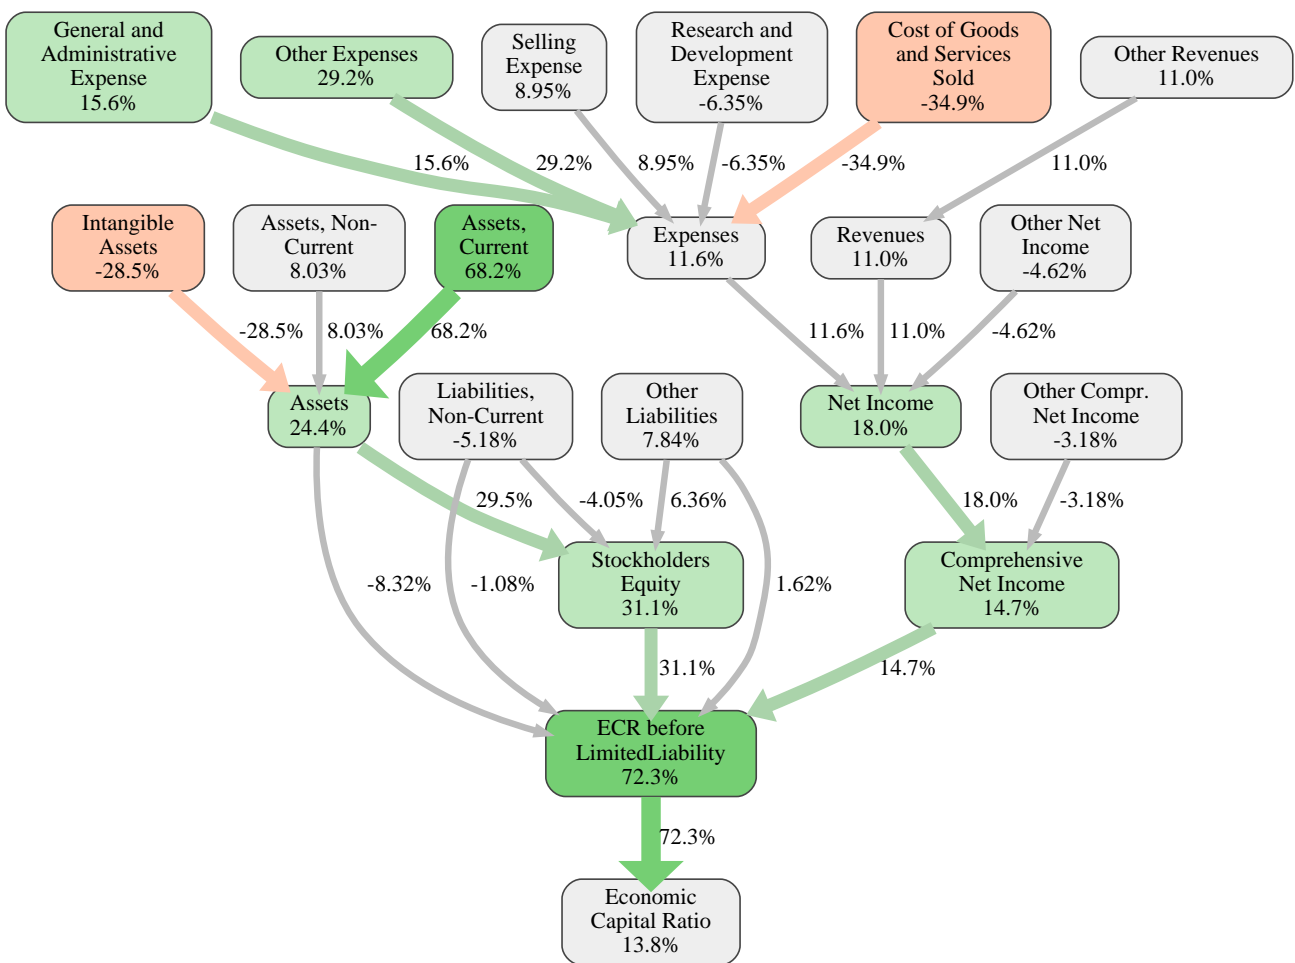 General and
Administrative
Expense
15.6%
Other Expenses
29.2%
Selling
Expense
8.95%
Research and
Development
Expense
-6.35%
Cost of Goods
and Services
Sold
-34.9%
Other Revenues
11.0%
15.6%
29.2%
8.95%
-6.35%
-34.9%
11.0%
Intangible
Assets
-28.5%
Assets, Non-
Current
8.03%
Assets,
Current
68.2%
Expenses
11.6%
Revenues
11.0%
Other Net
Income
-4.62%
-28.5%
8.03%
68.2%
11.6%
11.0%
-4.62%
Assets
24.4%
Liabilities,
Non-Current
-5.18%
Other
Liabilities
7.84%
Net Income
18.0%
Other Compr.
Net Income
-3.18%
29.5%
-4.05%
6.36%
18.0%
-3.18%
-8.32%
-1.08%
Stockholders
Equity
31.1%
1.62%
Comprehensive
Net Income
14.7%
31.1%
14.7%
ECR before
LimitedLiability
72.3%
72.3%
Economic
Capital Ratio
13.8%